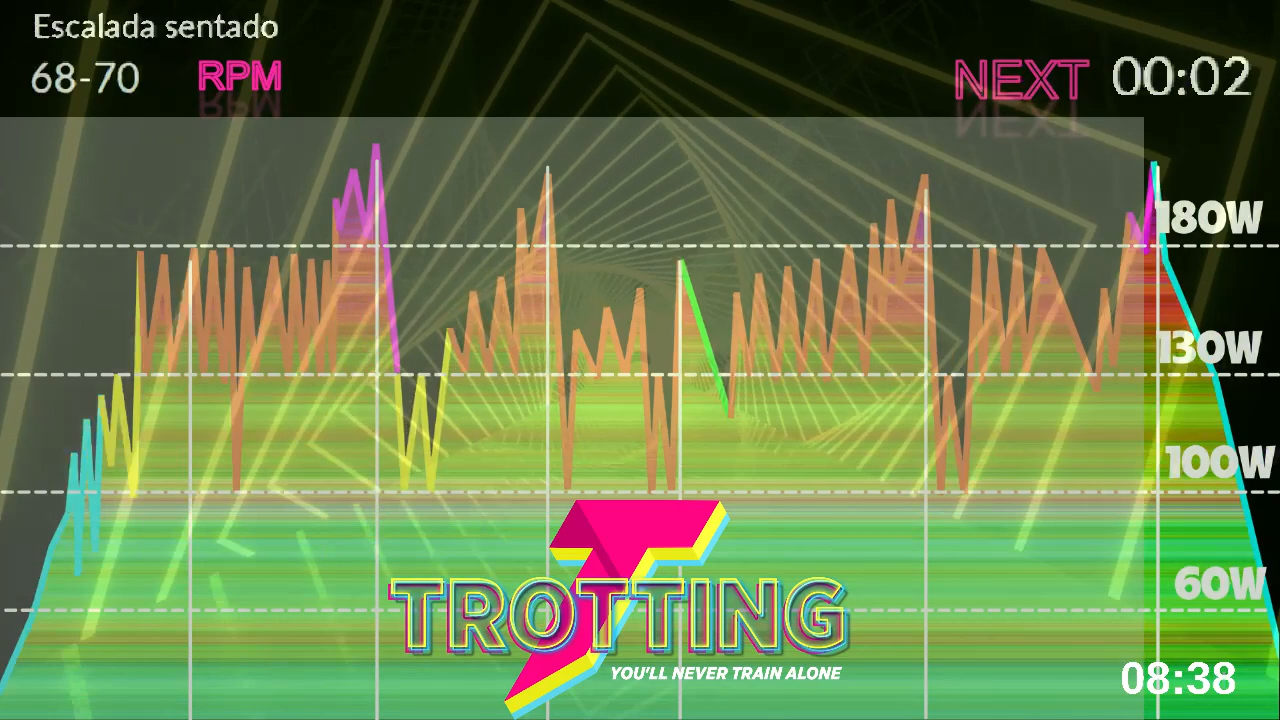 Escalada sentado
68-70 RPM
NEXT 00:02
180W
130W
100W
60W
TROTTING
YOU'LL NEVER TRAIN ALONE
08:38